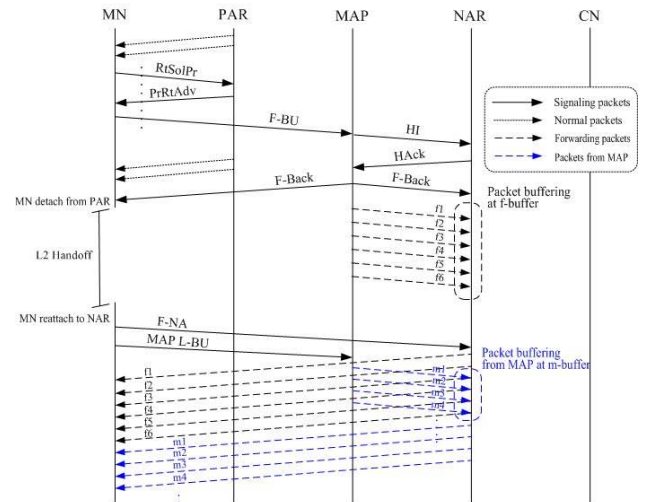 MN PAR MAP NAR CN
RtSolPr
PrRtAdv
F-BU
HI
HAck
F-Back F-Back
MN detach from PAR
L2 Handoff
MN reattach to NAR
Signaling packets
Normal packets
Forwarding packets
Packets from MAP
Packet buffering
at f-buffer
f1
f2
f3
f4
f5
f6
F-NA
MAP L-BU
Packet buffering
from MAP at m-buffer
m1
m2
m3
m4
f1
f2
f3
f4
f5
f6
m1
m2
m3
m4